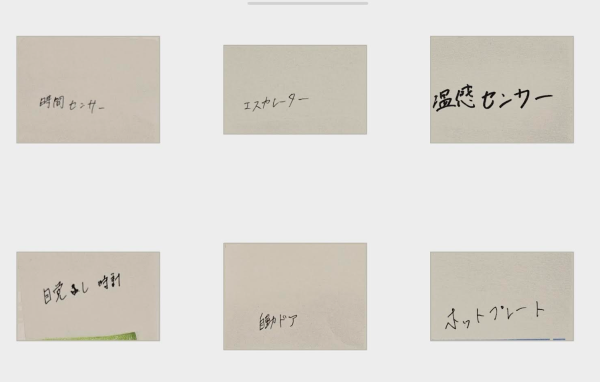 時間センサー
エスカレーター
温感センサー
目覚まし時計
自動ドア
ホットプレート